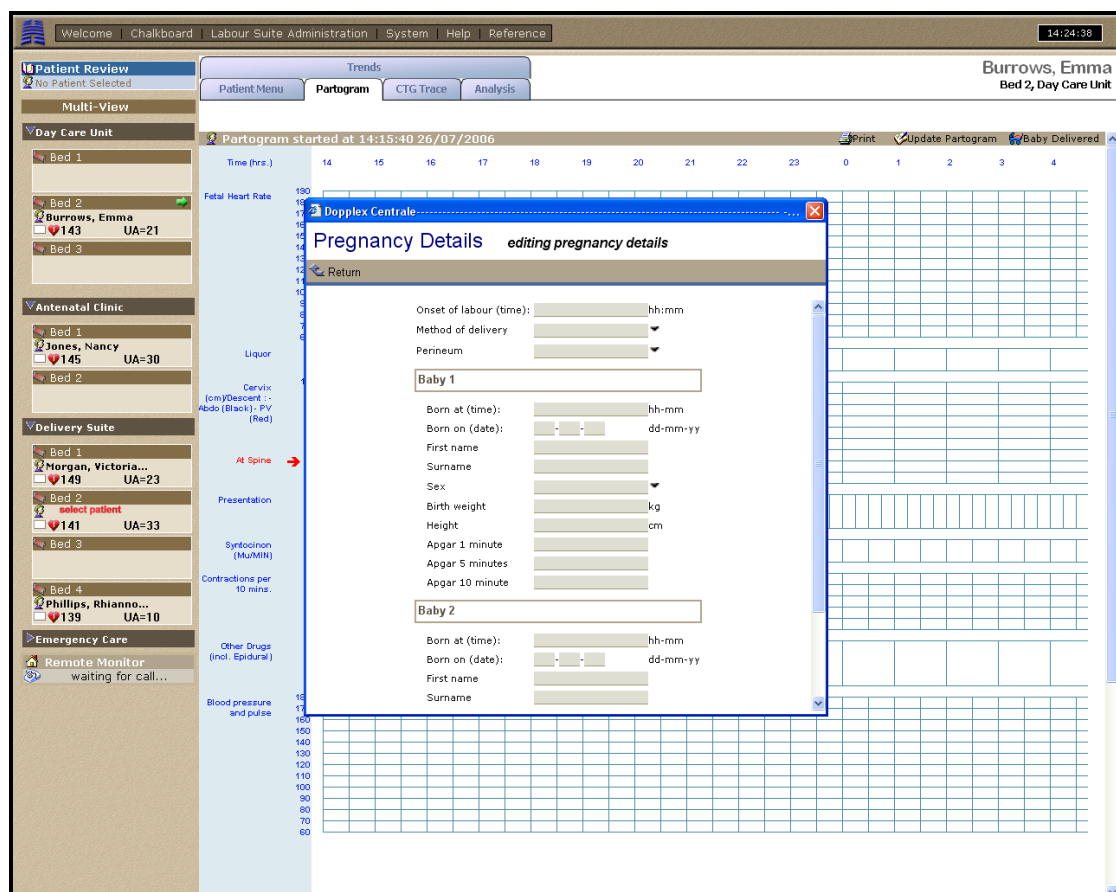 Welcome | Chalkboard | Labour Suite Administration | System | Help | Reference
14:24:38
Patient Review
No Patient Selected
Multi-View
Day Care Unit
Bed 1
Bed 2
Burrows, Emma
143 UA=21
Bed 3
Antenatal Clinic
Bed 1
Jones, Nancy
145 UA=30
Bed 2
Delivery Suite
Bed 1
Morgan, Victoria...
149 UA=23
Bed 2
select patient
141 UA=33
Bed 3
Bed 4
Phillips, Rhianno...
139 UA=10
Emergency Care
Remote Monitor
waiting for call...
Trends
Patient Menu
Partogram
CTG Trace
Analysis
Burrows, Emma
Bed 2, Day Care Unit
Partogram started at 14:15:40 26/07/2006
Print
Update Partogram
Baby Delivered
Time (hrs.) 14 15 16 17 18 19 20 21 22 23 0 1 2 3 4
Fetal Heart Rate
190
Liquor
Cervix
(cm)/Descent : -
Abdo (Black) - PV
(Red)
At Spine
Presentation
Syntocinon
(Mu/MIN)
Contractions per
10 mins.
Other Drugs
(incl. Epidural)
Blood pressure
and pulse
160
150
140
130
120
110
100
90
80
70
60
Dopplex Centrale-------------------------------------------------------------------------------- -...
Pregnancy Details editing pregnancy details
Return
Onset of labour (time): hh:mm
Method of delivery
Perineum
Baby 1
Born at (time): hh-mm
Born on (date): - - dd-mm-yy
First name
Surname
Sex
Birth weight kg
Height cm
Apgar 1 minute
Apgar 5 minutes
Apgar 10 minute
Baby 2
Born at (time): hh-mm
Born on (date): - - dd-mm-yy
First name
Surname